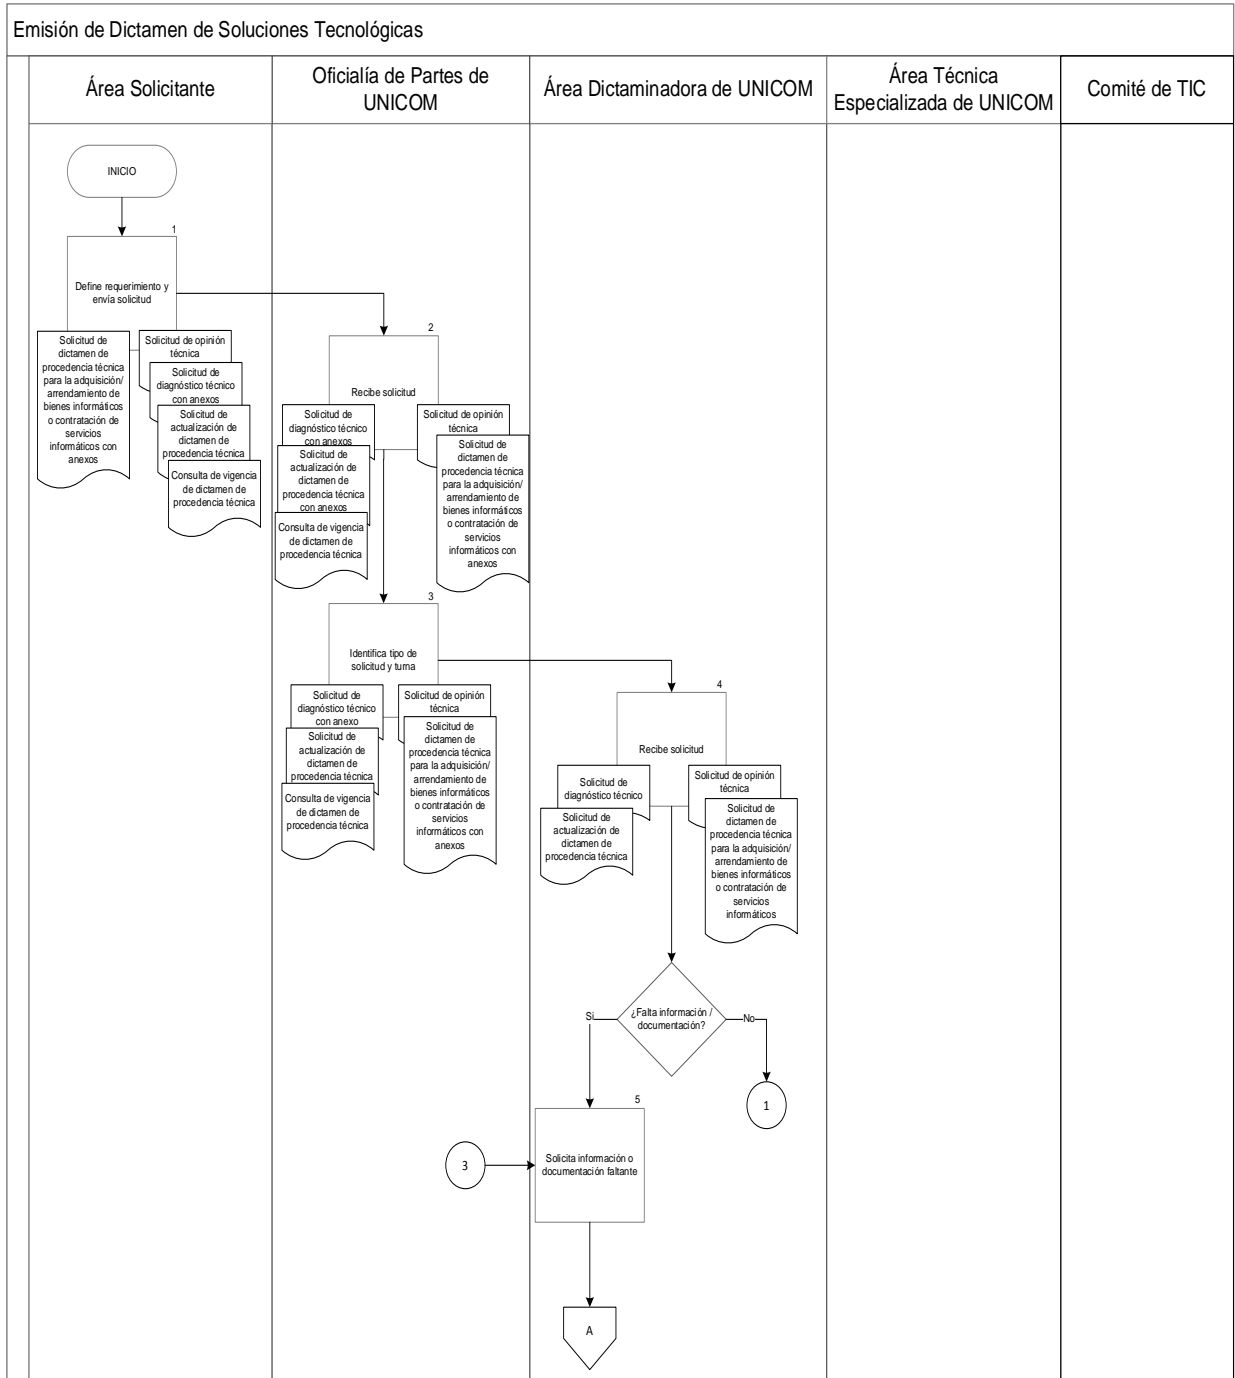 Emisión de Dictamen de Soluciones Tecnológicas
Área Solicitante
Oficialía de Partes de
UNICOM
Área Dictaminadora de UNICOM
Área Técnica
Especializada de UNICOM
Comité de TIC
INICIO
1
Define requerimiento y
envía solicitud
Solicitud de
dictamen de
procedencia técnica
para la adquisición/
arrendamiento de
bienes informáticos
o contratación de
servicios
informáticos con
anexos
Solicitud de opinión
técnica
Solicitud de
diagnóstico técnico
con anexos
Solicitud de
actualización de
dictamen de
procedencia técnica
Consulta de vigencia
de dictamen de
procedencia técnica
2
Recibe solicitud
Solicitud de
diagnóstico técnico
con anexos
Solicitud de
actualización de
dictamen de
procedencia técnica
con anexos
Consulta de vigencia
de dictamen de
procedencia técnica
Solicitud de opinión
técnica
Solicitud de
dictamen de
procedencia técnica
para la adquisición/
arrendamiento de
bienes informáticos
o contratación de
servicios
informáticos con
anexos
3
Identifica tipo de
solicitud y turna
Solicitud de
diagnóstico técnico
con anexo
Solicitud de
actualización de
dictamen de
procedencia técnica
Consulta de vigencia
de dictamen de
procedencia técnica
Solicitud de opinión
técnica
Solicitud de
dictamen de
procedencia técnica
para la adquisición/
arrendamiento de
bienes informáticos
o contratación de
servicios
informáticos con
anexos
4
Recibe solicitud
Solicitud de
diagnóstico técnico
Solicitud de
actualización de
dictamen de
procedencia técnica
Solicitud de opinión
técnica
Solicitud de
dictamen de
procedencia técnica
para la adquisición/
arrendamiento de
bienes informáticos
o contratación de
servicios
informáticos
¿Falta información /
documentación?
Si
No
1
5
Solicita información o
documentación faltante
3
A